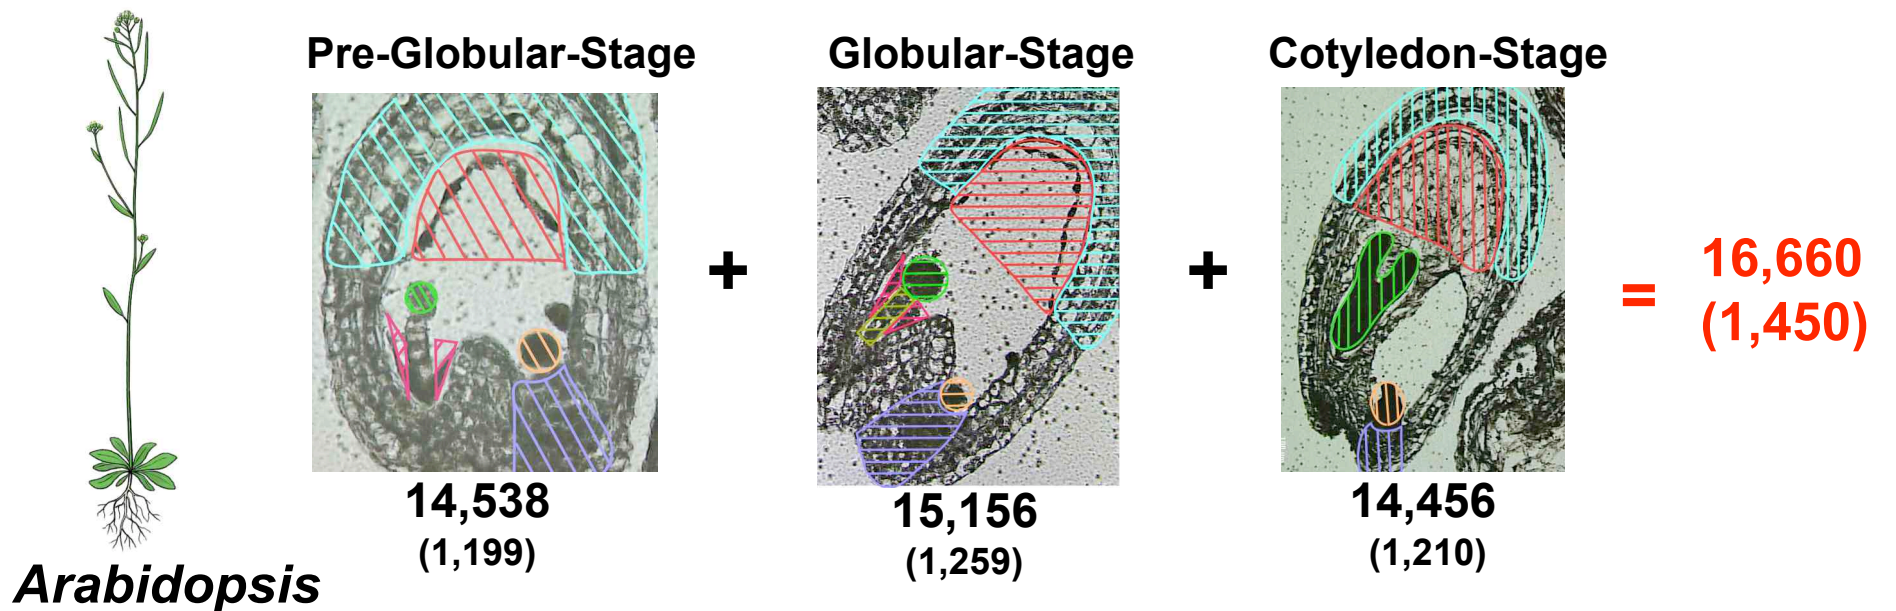 Pre-Globular-Stage
Globular-Stage
Cotyledon-Stage
+
+
=
16,660
(1,450)
14,538
(1,199)
15,156
(1,259)
14,456
(1,210)
Arabidopsis